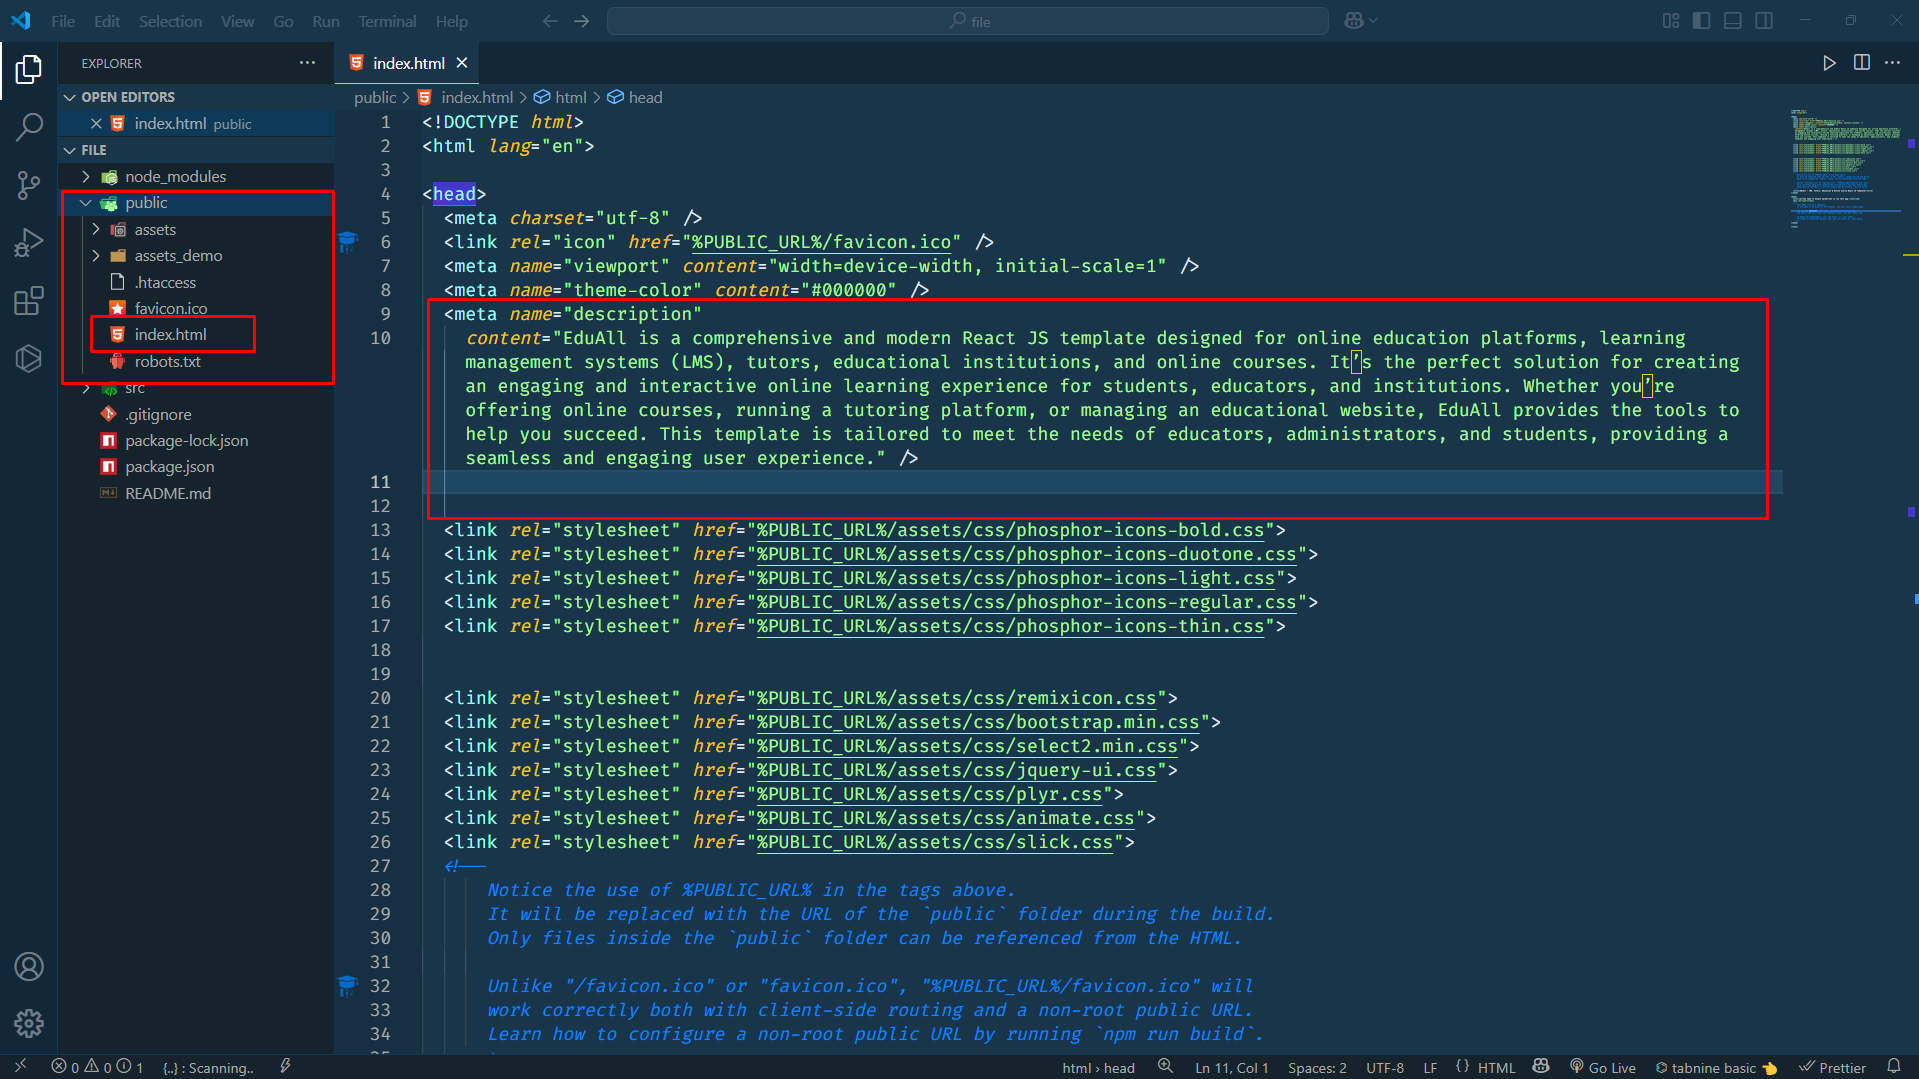 File Edit Selection View Go Run Terminal Help
file
EXPLORER
OPEN EDITORS
index.html public
FILE
node_modules
public
assets
assets_demo
.htaccess
favicon.ico
index.html
robots.txt
src
.gitignore
package-lock.json
package.json
README.md
index.html
public > index.html > html > head
1 <!DOCTYPE html>
2 <html lang="en">
3
4 <head>
5 <meta charset="utf-8" />
6 <link rel="icon" href="%PUBLIC_URL%/favicon.ico" />
7 <meta name="viewport" content="width=device-width, initial-scale=1" />
8 <meta name="theme-color" content="#000000" />
9 <meta name="description"
10 content="EduAll is a comprehensive and modern React JS template designed for online education platforms, learning
management systems (LMS), tutors, educational institutions, and online courses. It’s the perfect solution for creating
an engaging and interactive online learning experience for students, educators, and institutions. Whether you’re
offering online courses, running a tutoring platform, or managing an educational website, EduAll provides the tools to
help you succeed. This template is tailored to meet the needs of educators, administrators, and students, providing a
seamless and engaging user experience." />
11
12
13 <link rel="stylesheet" href="%PUBLIC_URL%/assets/css/phosphor-icons-bold.css">
14 <link rel="stylesheet" href="%PUBLIC_URL%/assets/css/phosphor-icons-duotone.css">
15 <link rel="stylesheet" href="%PUBLIC_URL%/assets/css/phosphor-icons-light.css">
16 <link rel="stylesheet" href="%PUBLIC_URL%/assets/css/phosphor-icons-regular.css">
17 <link rel="stylesheet" href="%PUBLIC_URL%/assets/css/phosphor-icons-thin.css">
18
19
20 <link rel="stylesheet" href="%PUBLIC_URL%/assets/css/remixicon.css">
21 <link rel="stylesheet" href="%PUBLIC_URL%/assets/css/bootstrap.min.css">
22 <link rel="stylesheet" href="%PUBLIC_URL%/assets/css/select2.min.css">
23 <link rel="stylesheet" href="%PUBLIC_URL%/assets/css/jquery-ui.css">
24 <link rel="stylesheet" href="%PUBLIC_URL%/assets/css/plyr.css">
25 <link rel="stylesheet" href="%PUBLIC_URL%/assets/css/animate.css">
26 <link rel="stylesheet" href="%PUBLIC_URL%/assets/css/slick.css">
27 <!--
28 Notice the use of %PUBLIC_URL% in the tags above.
29 It will be replaced with the URL of the `public` folder during the build.
30 Only files inside the `public` folder can be referenced from the HTML.
31
32 Unlike "/favicon.ico" or "favicon.ico", "%PUBLIC_URL%/favicon.ico" will
33 work correctly both with client-side routing and a non-root public URL.
34 Learn how to configure a non-root public URL by running `npm run build`.
0 0 1 {..} : Scanning.. html › head Ln 11, Col 1 Spaces: 2 UTF-8 LF {} HTML Go Live tabnine basic Prettier